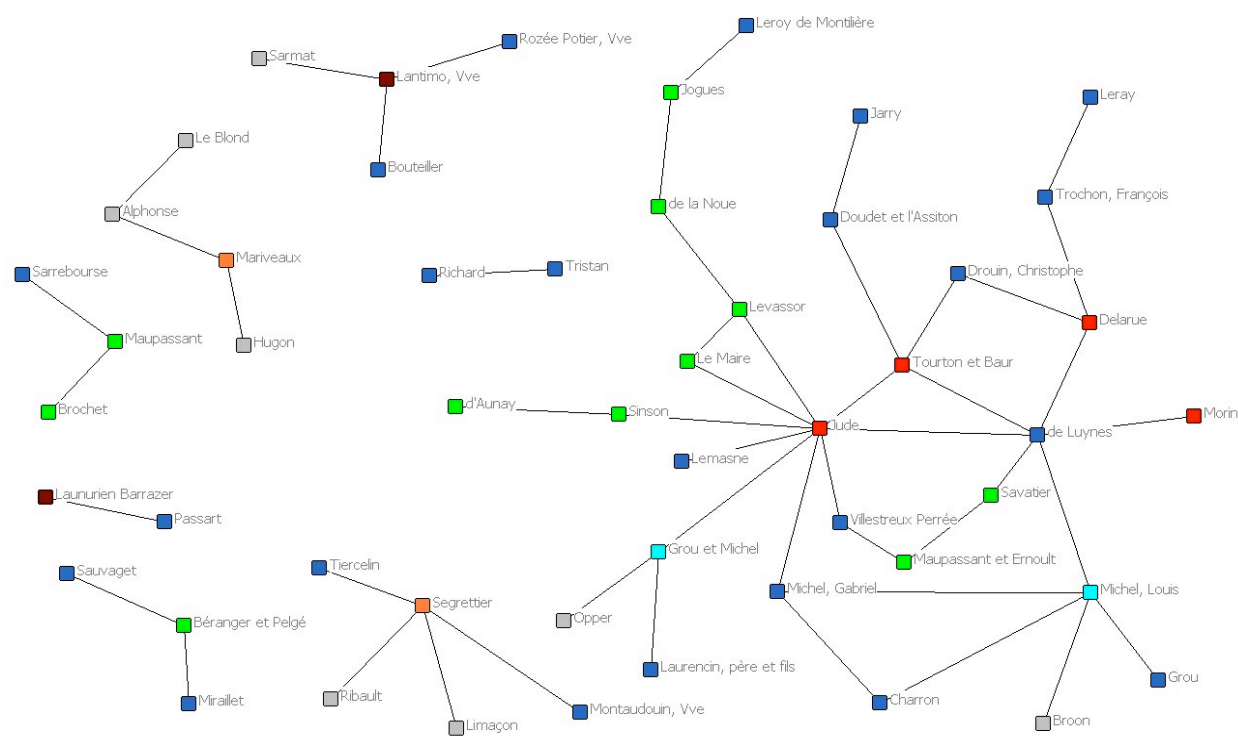 Leroy de Montilière
Rozée Potier, Vve
Sarmat
Lantimo, Vve
Jogues
Leray
Jarry
Le Blond
Bouteiller
Trochon, François
de la Noue
Alphonse
Doudet et l'Assiton
Mariveaux
Tristan
Sarrebourse
Richard
Drouin, Christophe
Levassor
Delarue
Maupassant
Hugon
Le Maire
Tourton et Baur
Brochet
d'Aunay
Sinson
Morin
Jude
de Luynes
Lemasne
Launurien Barrazer
Savatier
Passart
Villestreux Perrée
Grou et Michel
Maupassant et Ernoult
Tiercelin
Sauvaget
Michel, Gabriel
Michel, Louis
Segrettier
Opper
Béranger et Pelgé
Laurencin, père et fils
Grou
Ribault
Miraillet
Charron
Montaudouin, Vve
Broon
Limaçon